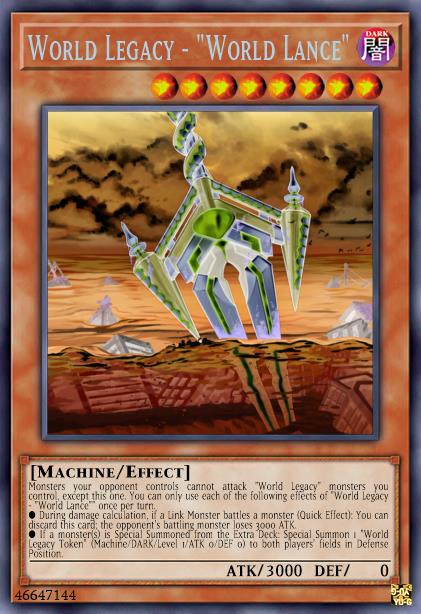 World Legacy - "World Lance"
DARK
闇
[Machine/Effect]
Monsters your opponent controls cannot attack "World Legacy" monsters you
control, except this one. You can only use each of the following effects of "World Legacy
- "World Lance"" once per turn.
● During damage calculation, if a Link Monster battles a monster (Quick Effect): You can
discard this card; the opponent's battling monster loses 3000 ATK.
● If a monster(s) is Special Summoned from the Extra Deck: Special Summon 1 "World
Legacy Token" (Machine/DARK/Level 1/ATK 0/DEF 0) to both players' fields in Defense
Position.
ATK/3000 DEF/ 0
46647144